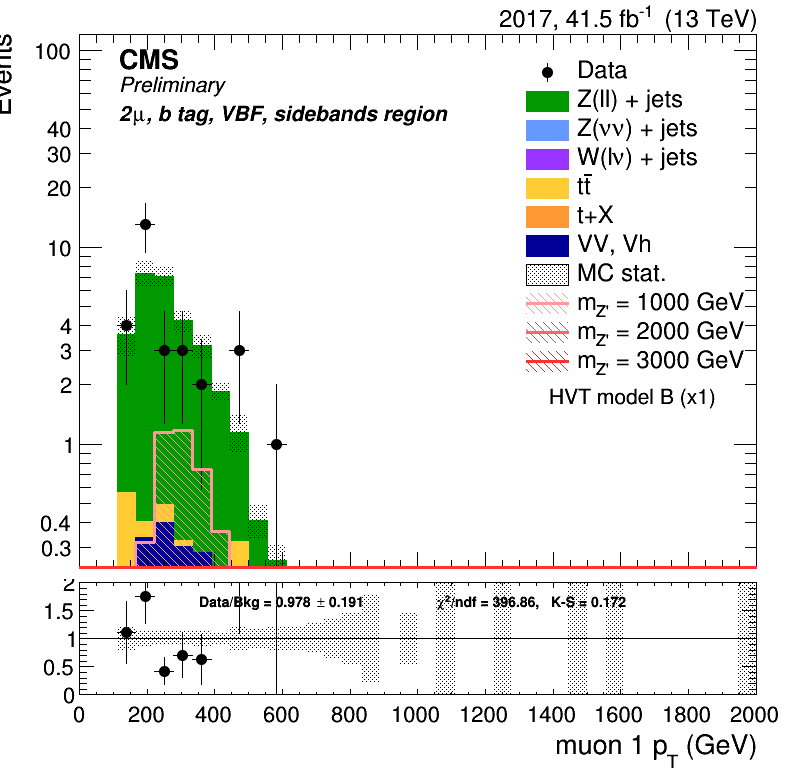 2017, 41.5 fb⁻¹ (13 TeV)
Events
CMS
Preliminary
2μ, b tag, VBF, sidebands region
Data
Z(ll) + jets
Z(νν) + jets
W(lν) + jets
tt̄
t+X
VV, Vh
MC stat.
m_Z' = 1000 GeV
m_Z' = 2000 GeV
m_Z' = 3000 GeV
HVT model B (x1)
100
40
30
20
10
4
3
2
1
0.4
0.3
Data/Bkg = 0.978 ± 0.191 χ²/ndf = 396.86, K-S = 0.172
2
1.5
1
0.5
0
0 200 400 600 800 1000 1200 1400 1600 1800 2000
muon 1 p_T (GeV)